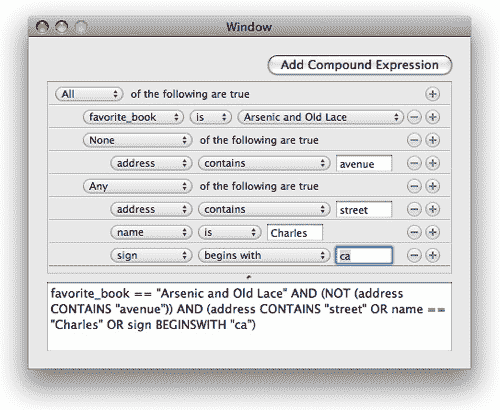 Window
Add Compound Expression
All of the following are true
favorite_book is Arsenic and Old Lace
None of the following are true
address contains avenue
Any of the following are true
address contains street
name is Charles
sign begins with ca
favorite_book == "Arsenic and Old Lace" AND (NOT (address
CONTAINS "avenue")) AND (address CONTAINS "street" OR name ==
"Charles" OR sign BEGINSWITH "ca")